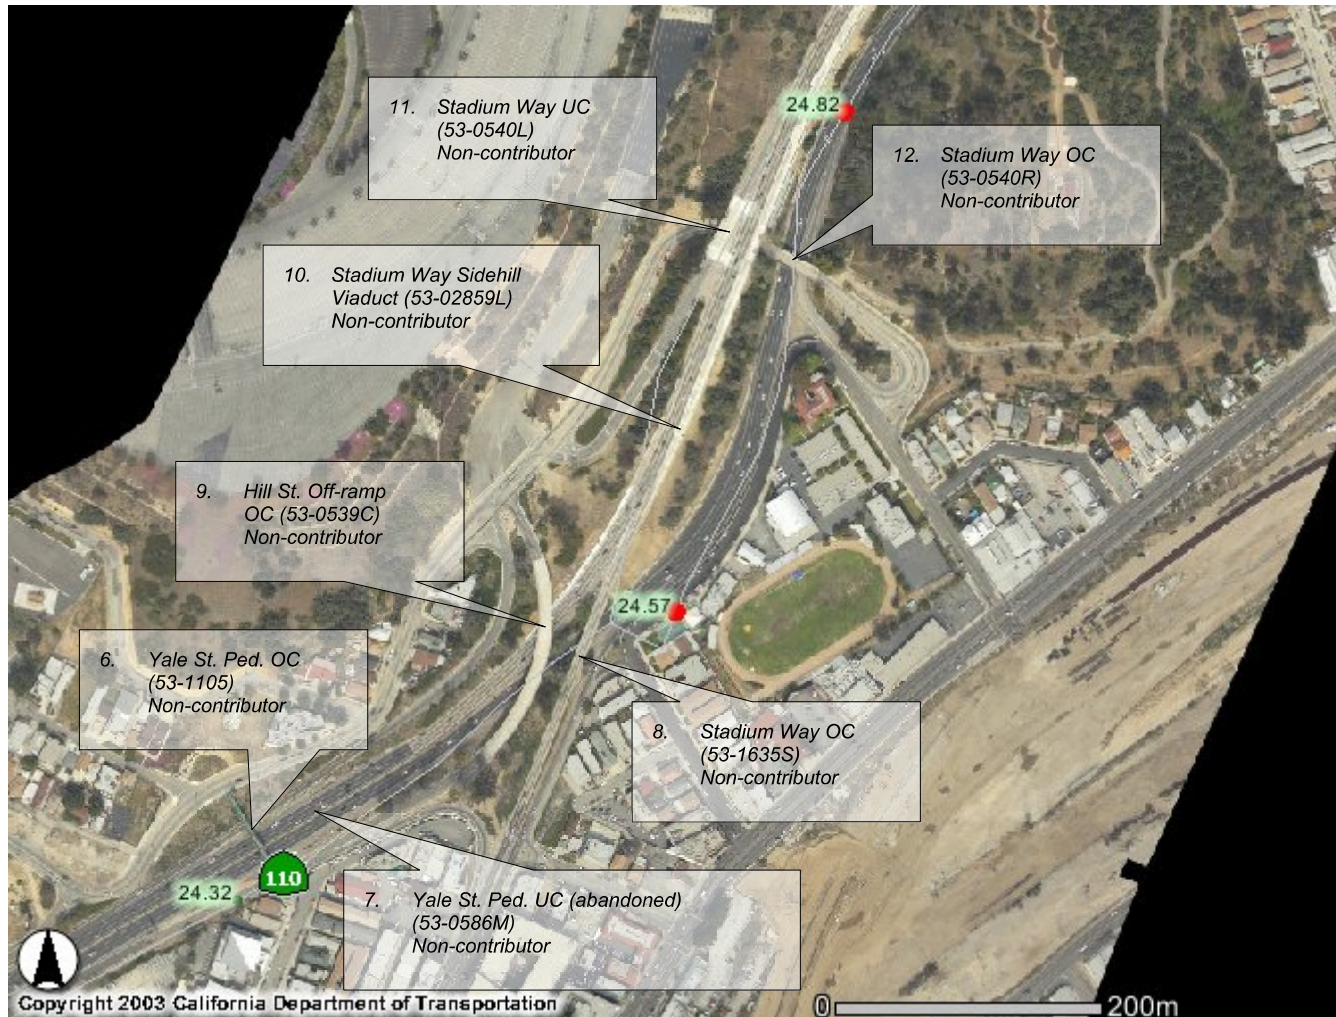 24.82
11. Stadium Way UC
(53-0540L)
Non-contributor
12. Stadium Way OC
(53-0540R)
Non-contributor
10. Stadium Way Sidehill
Viaduct (53-02859L)
Non-contributor
9. Hill St. Off-ramp
OC (53-0539C)
Non-contributor
24.57
6. Yale St. Ped. OC
(53-1105)
Non-contributor
8. Stadium Way OC
(53-1635S)
Non-contributor
110
24.32
7. Yale St. Ped. UC (abandoned)
(53-0586M)
Non-contributor
Copyright 2003 California Department of Transportation
0 200m